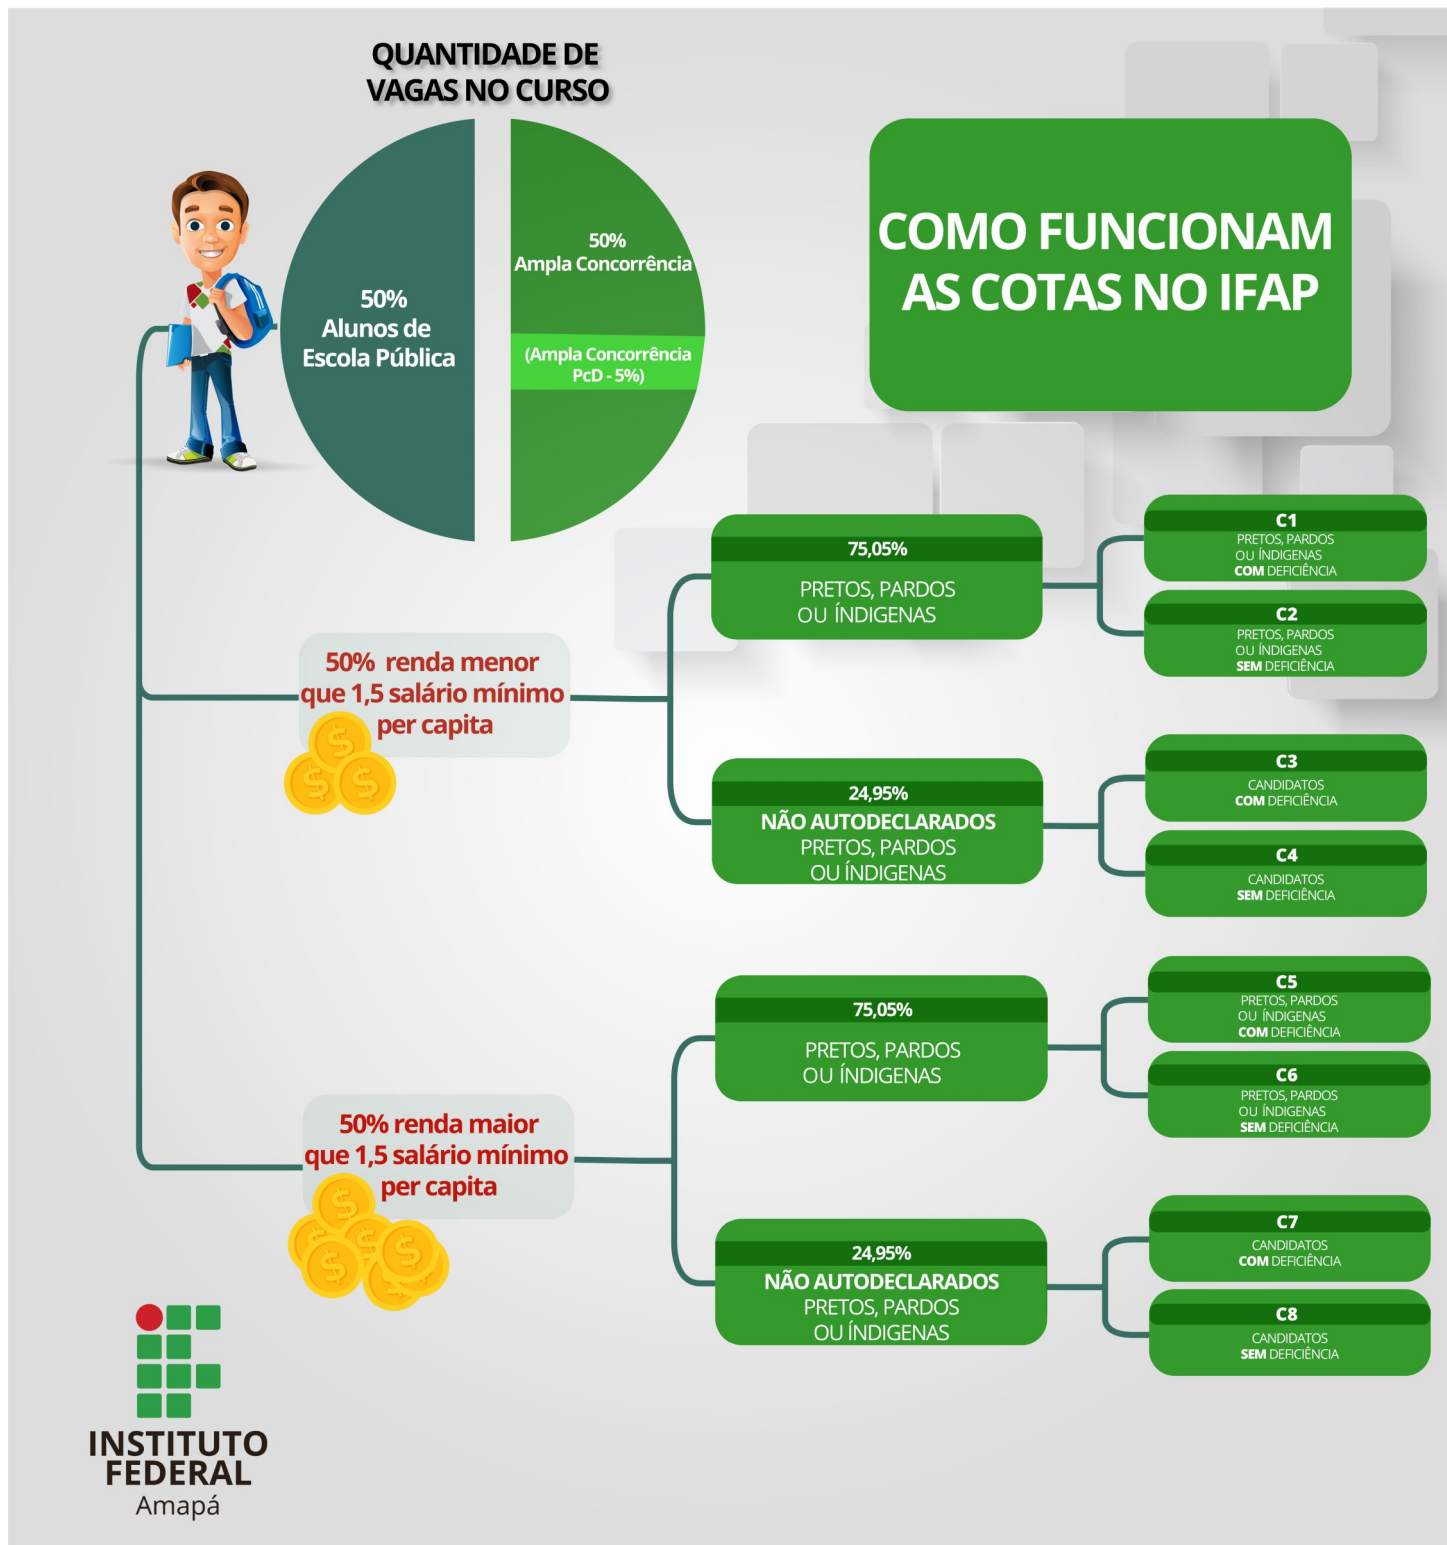 QUANTIDADE DE
VAGAS NO CURSO
50%
Alunos de
Escola Pública
50%
Ampla Concorrência
(Ampla Concorrência
PcD - 5%)
COMO FUNCIONAM
AS COTAS NO IFAP
50% renda menor
que 1,5 salário mínimo
per capita
75,05%
PRETOS, PARDOS
OU ÍNDIGENAS
C1
PRETOS, PARDOS
OU ÍNDIGENAS
COM DEFICIÊNCIA
C2
PRETOS, PARDOS
OU ÍNDIGENAS
SEM DEFICIÊNCIA
24,95%
NÃO AUTODECLARADOS
PRETOS, PARDOS
OU ÍNDIGENAS
C3
CANDIDATOS
COM DEFICIÊNCIA
C4
CANDIDATOS
SEM DEFICIÊNCIA
50% renda maior
que 1,5 salário mínimo
per capita
75,05%
PRETOS, PARDOS
OU ÍNDIGENAS
C5
PRETOS, PARDOS
OU ÍNDIGENAS
COM DEFICIÊNCIA
C6
PRETOS, PARDOS
OU ÍNDIGENAS
SEM DEFICIÊNCIA
24,95%
NÃO AUTODECLARADOS
PRETOS, PARDOS
OU ÍNDIGENAS
C7
CANDIDATOS
COM DEFICIÊNCIA
C8
CANDIDATOS
SEM DEFICIÊNCIA
INSTITUTO
FEDERAL
Amapá